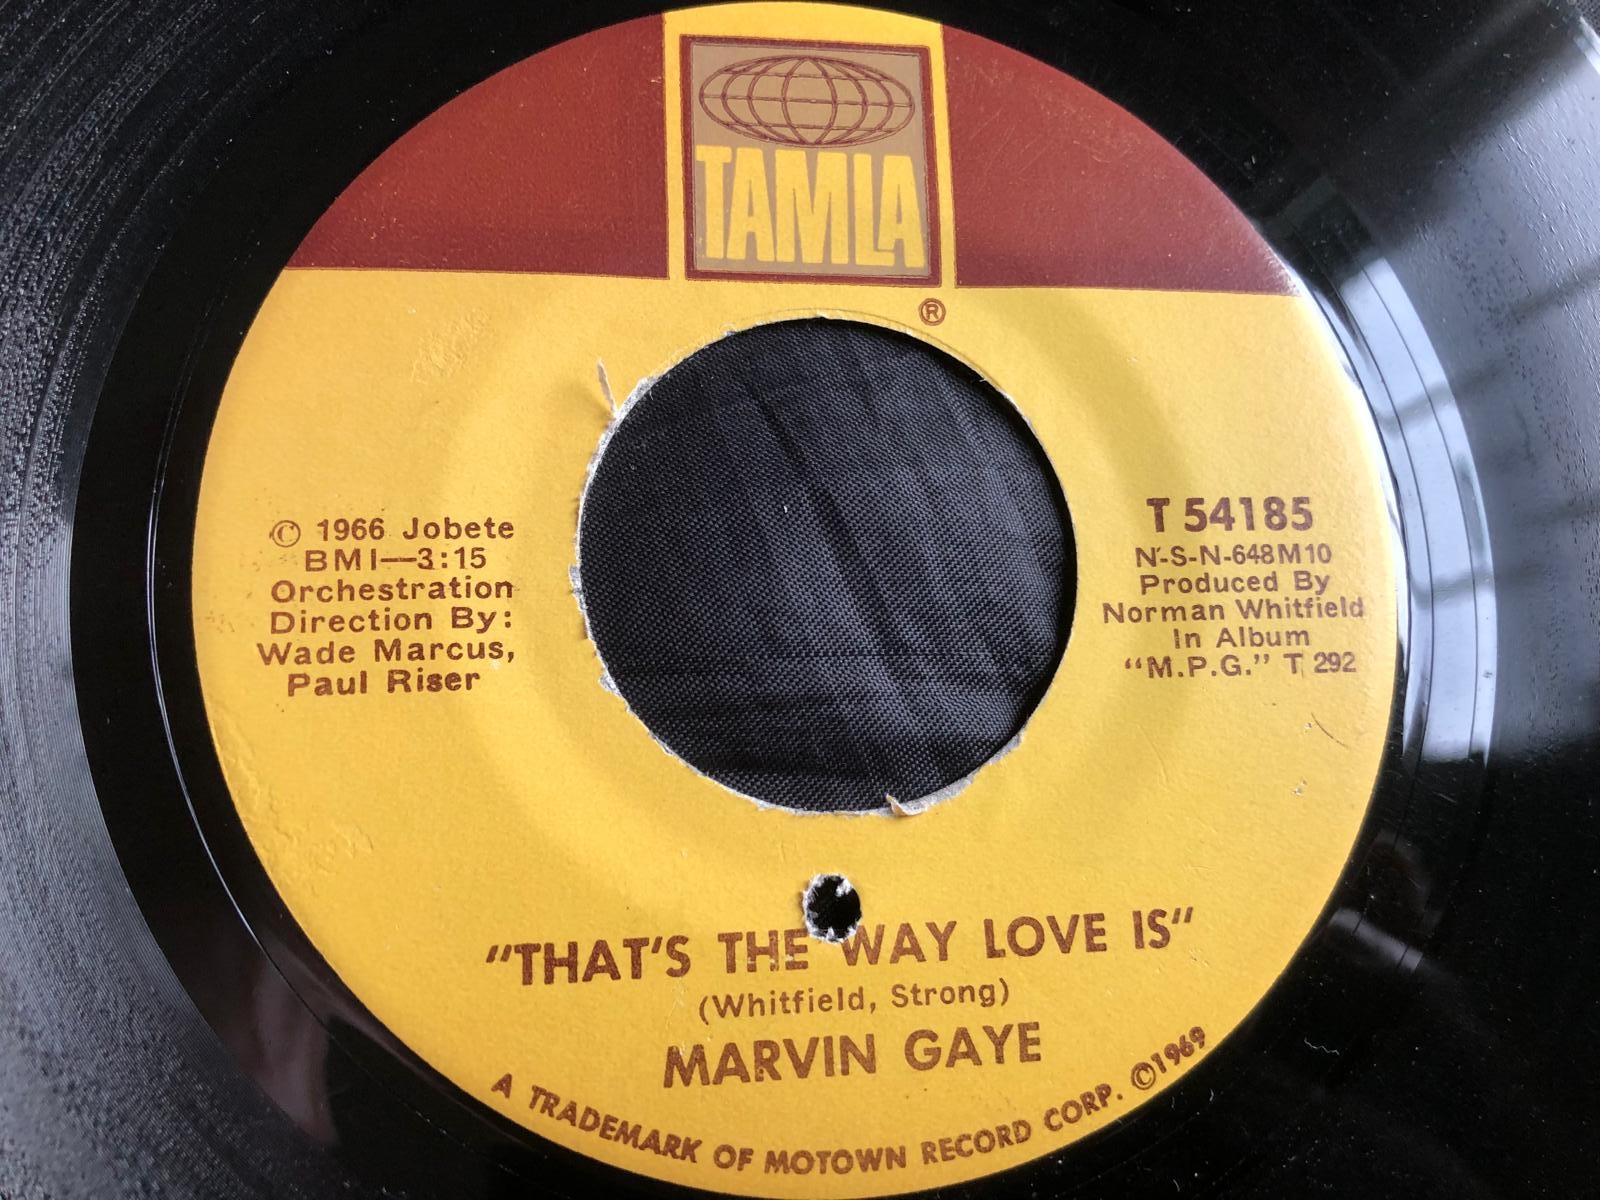 TAMLA
®
© 1966 Jobete
BMI—3:15
Orchestration
Direction By:
Wade Marcus,
Paul Riser
T 54185
N-S-N-648M10
Produced By
Norman Whitfield
In Album
"M.P.G." T 292
"THAT'S THE WAY LOVE IS"
(Whitfield, Strong)
MARVIN GAYE
A TRADEMARK OF MOTOWN RECORD CORP. ©1969